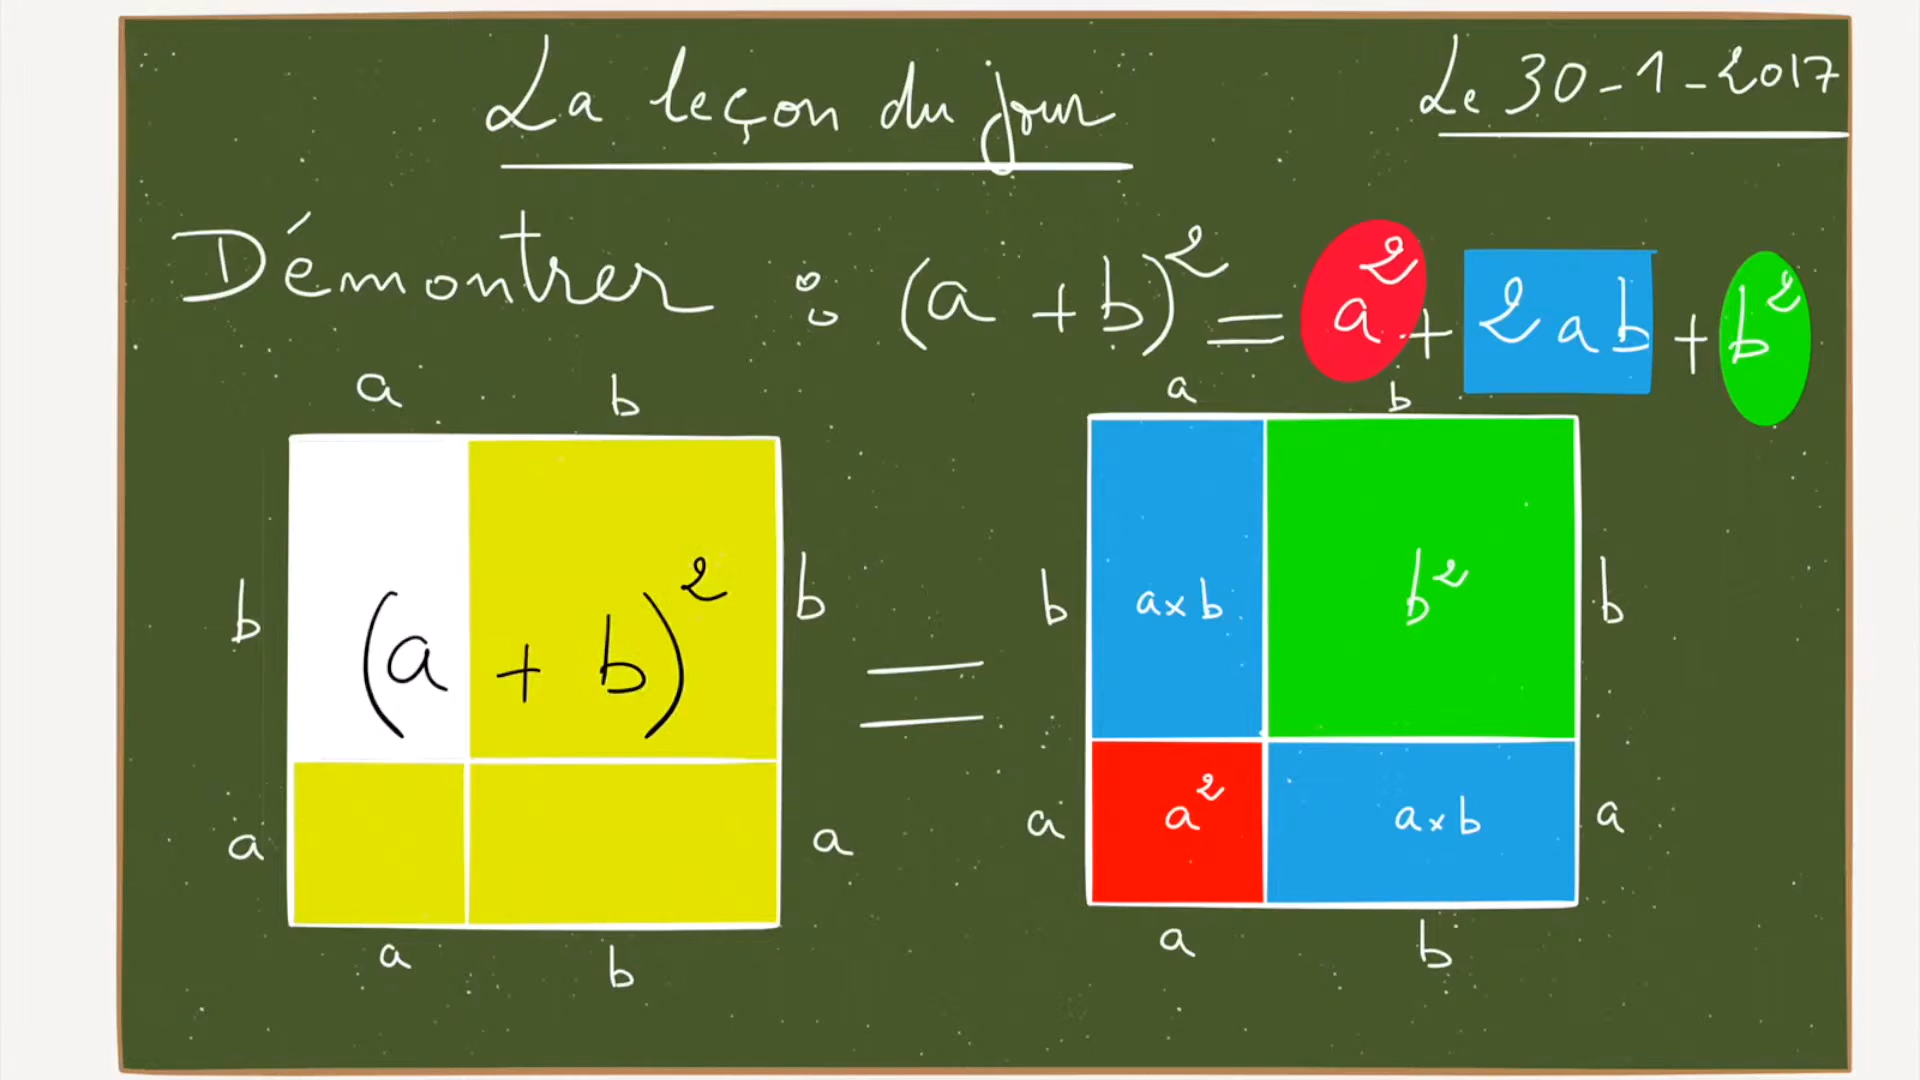 La leçon du jour
Le 30-1-2017
Démontrer : (a + b)² = a² + 2ab + b²
a b
a b
b (a + b)² b
=
b a×b b² b
a a
a a² a×b a
a b
a b